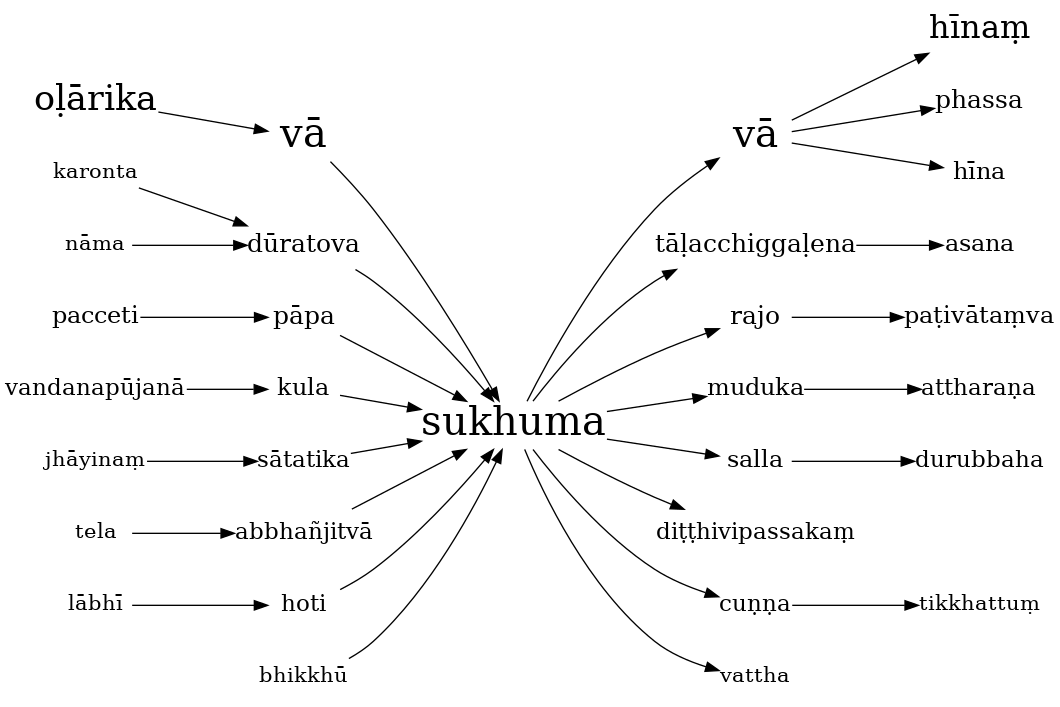 hīnaṃ
oḷārika
phassa
vā
vā
karonta
hīna
nāma
dūratova
tāḷacchiggaḷena
asana
pacceti
pāpa
rajo
paṭivātaṃva
vandanapūjanā
kula
muduka
attharaṇa
sukhuma
jhāyinaṃ
sātatika
salla
durubbaha
tela
abbhañjitvā
diṭṭhivipassakaṃ
lābhī
hoti
cuṇṇa
tikkhattuṃ
bhikkhū
vattha